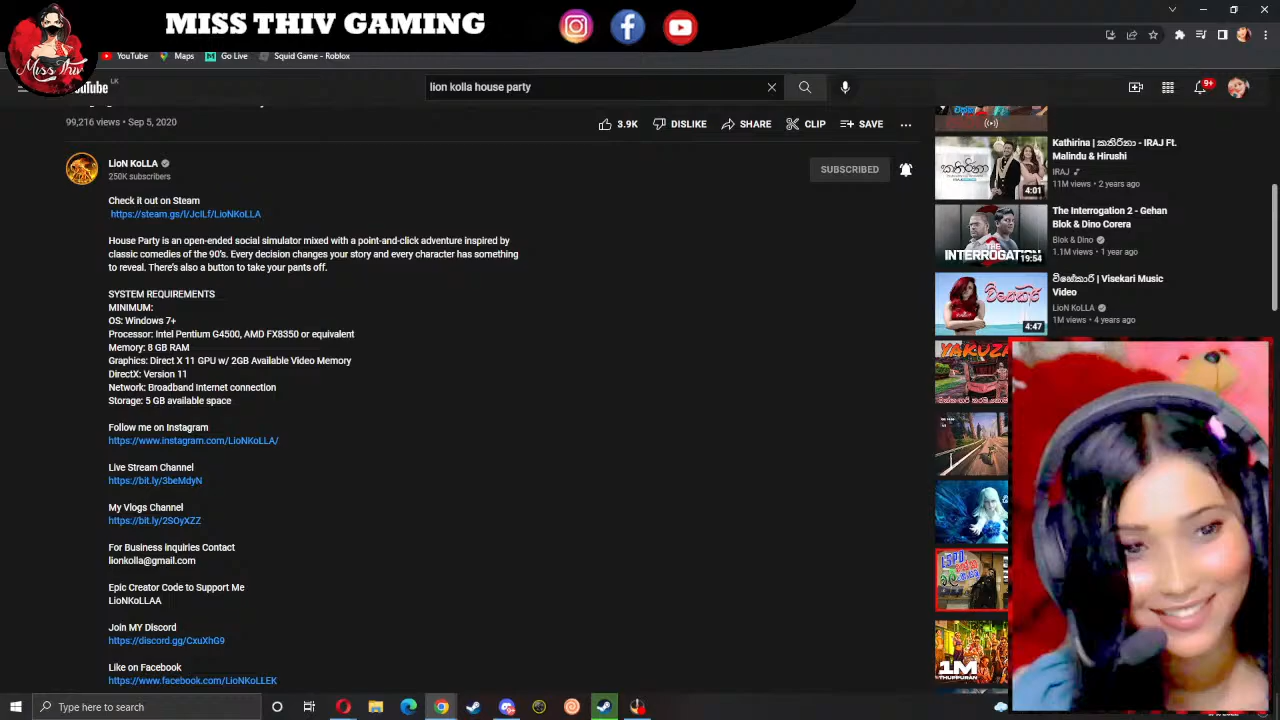 MISS THIV GAMING
Miss Thiv
YouTube
Maps
Go Live
Squid Game - Roblox
LK
lion kolla house party
9+
99,216 views • Sep 5, 2020
3.9K
DISLIKE
SHARE
CLIP
SAVE
LioN KoLLA
250K subscribers
SUBSCRIBED
Check it out on Steam
https://steam.gs/l/JclLf/LioNKoLLA
House Party is an open-ended social simulator mixed with a point-and-click adventure inspired by
classic comedies of the 90's. Every decision changes your story and every character has something
to reveal. There's also a button to take your pants off.
SYSTEM REQUIREMENTS
MINIMUM:
OS: Windows 7+
Processor: Intel Pentium G4500, AMD FX8350 or equivalent
Memory: 8 GB RAM
Graphics: Direct X 11 GPU w/ 2GB Available Video Memory
DirectX: Version 11
Network: Broadband Internet connection
Storage: 5 GB available space
Follow me on Instagram
https://www.instagram.com/LioNKoLLA/
Live Stream Channel
https://bit.ly/3beMdyN
My Vlogs Channel
https://bit.ly/2SOyXZZ
For Business inquiries Contact
lionkolla@gmail.com
Epic Creator Code to Support Me
LioNKoLLAA
Join MY Discord
https://discord.gg/CxuXhG9
Like on Facebook
https://www.facebook.com/LioNKoLLEK
කතිරිනා
4:01
Kathirina | කතිරිනා - IRAJ Ft.
Malindu & Hirushi
IRAJ
11M views • 2 years ago
THE
INTERROGATION
19:54
The Interrogation 2 - Gehan
Blok & Dino Corera
Blok & Dino
1.1M views • 1 year ago
විසේකාරී
4:47
විසේකාරී | Visekari Music
Video
LioN KoLLA
1M views • 4 years ago
YAKUZA
LSPD
1M
THUPPURAN
Type here to search